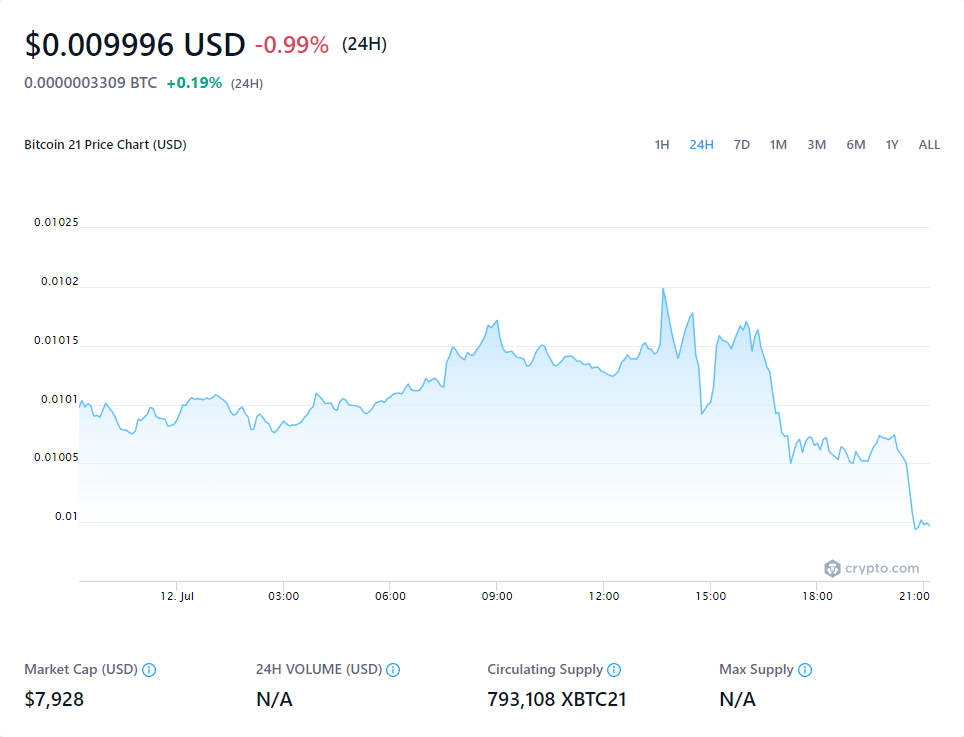 $0.009996 USD -0.99% (24H)
0.0000003309 BTC +0.19% (24H)
Bitcoin 21 Price Chart (USD) 1H 24H 7D 1M 3M 6M 1Y ALL
0.01025
0.0102
0.01015
0.0101
0.01005
0.01
crypto.com
12. Jul 03:00 06:00 09:00 12:00 15:00 18:00 21:00
Market Cap (USD) 24H VOLUME (USD) Circulating Supply Max Supply
$7,928 N/A 793,108 XBTC21 N/A